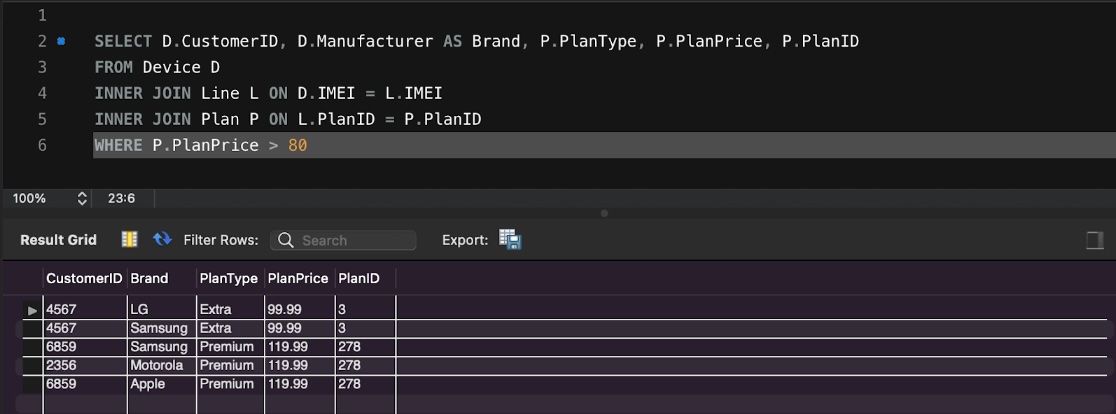 1
2 SELECT D.CustomerID, D.Manufacturer AS Brand, P.PlanType, P.PlanPrice, P.PlanID
3 FROM Device D
4 INNER JOIN Line L ON D.IMEI = L.IMEI
5 INNER JOIN Plan P ON L.PlanID = P.PlanID
6 WHERE P.PlanPrice > 80
100% 23:6
Result Grid Filter Rows: Search Export:
CustomerID Brand PlanType PlanPrice PlanID
4567 LG Extra 99.99 3
4567 Samsung Extra 99.99 3
6859 Samsung Premium 119.99 278
2356 Motorola Premium 119.99 278
6859 Apple Premium 119.99 278